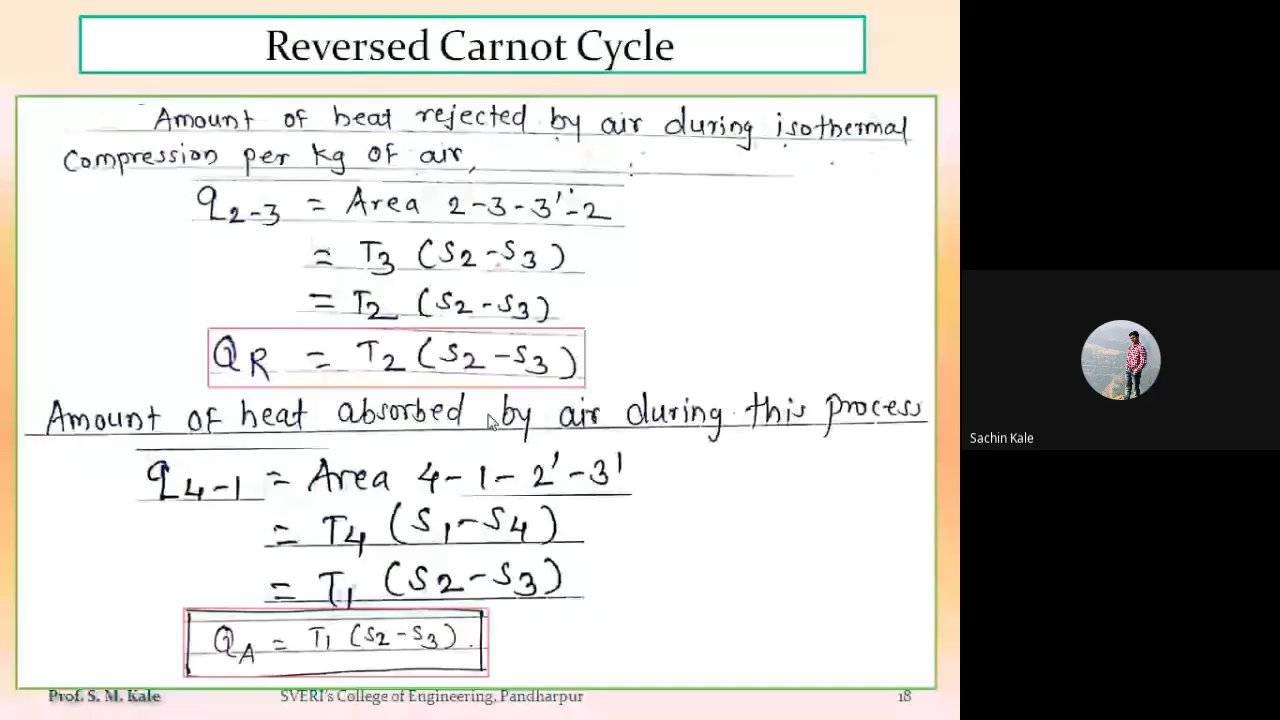 Reversed Carnot Cycle
Amount of heat rejected by air during isothermal
Compression per kg of air,
q2-3 = Area 2-3-3'-2
= T3 (S2-S3)
= T2 (S2-S3)
QR = T2 (S2-S3)
Amount of heat absorbed by air during this process
q4-1 = Area 4-1-2'-3'
= T4 (S1-S4)
= T1 (S2-S3)
QA = T1 (S2-S3).
Prof. S. M. Kale SVERI's College of Engineering, Pandharpur 18
Sachin Kale